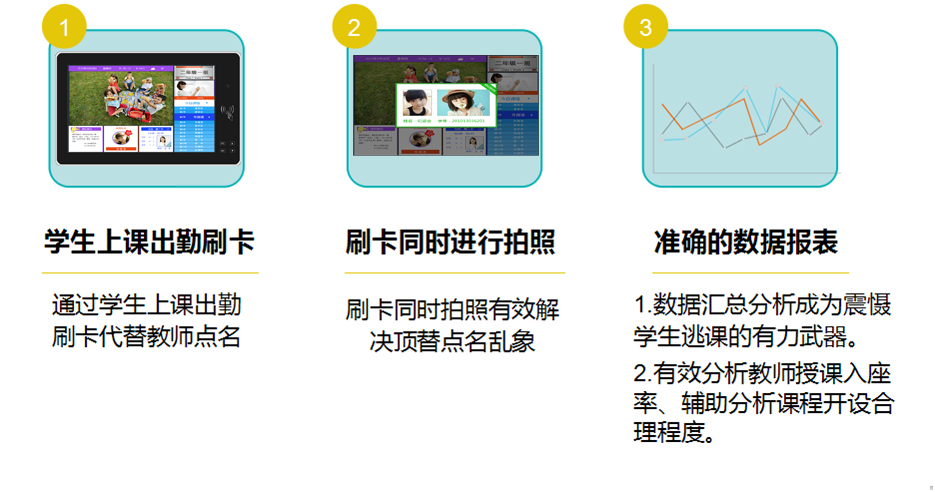 1
2
3
二年级一班
学生上课出勤刷卡
刷卡同时进行拍照
准确的数据报表
通过学生上课出勤
刷卡代替教师点名
刷卡同时拍照有效解
决顶替点名乱象
1.数据汇总分析成为震慑
学生逃课的有力武器。
2.有效分析教师授课入座
率、辅助分析课程开设合
理程度。